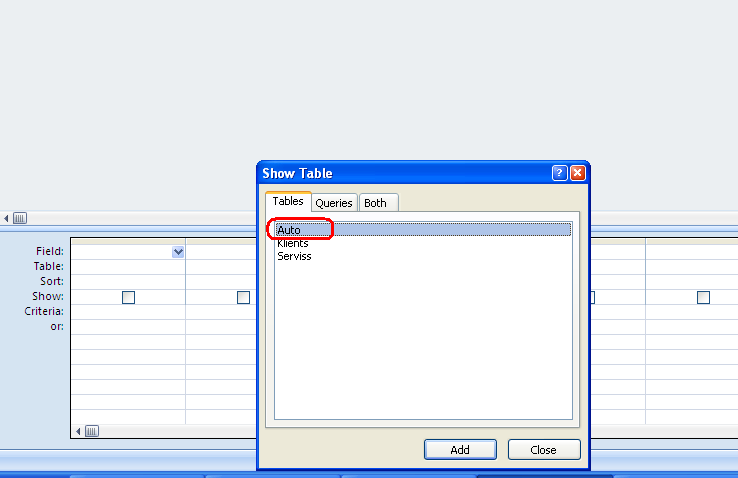 Show Table
Tables Queries Both
Auto
Klients
Serviss
Field:
Table:
Sort:
Show:
Criteria:
or:
Add Close